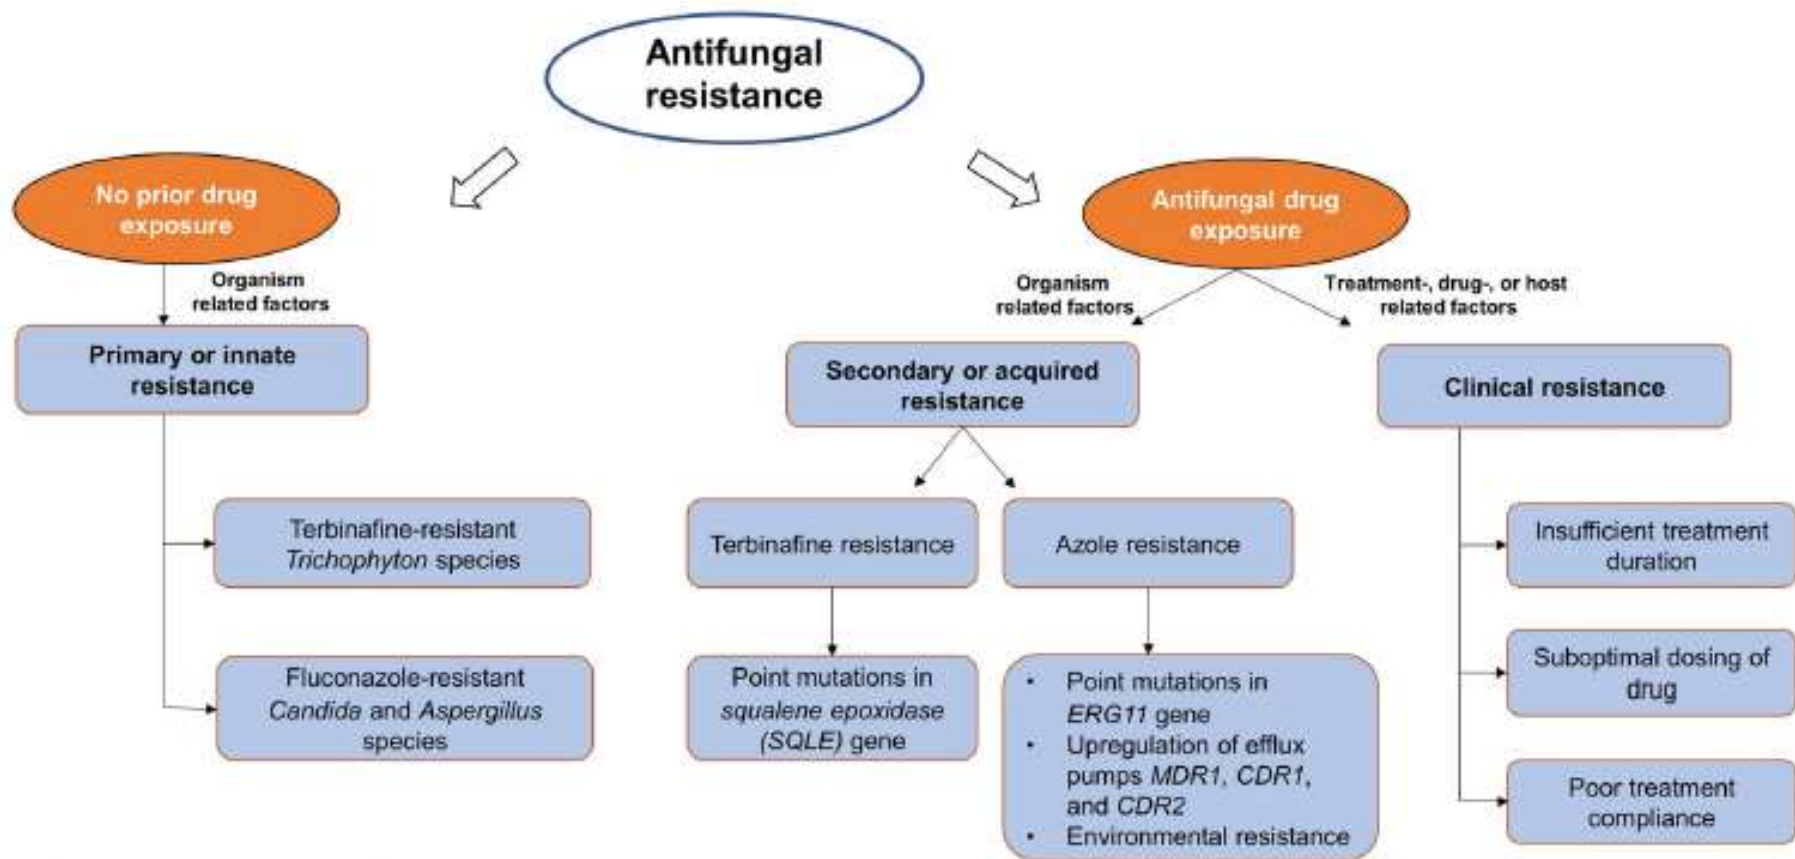 Antifungal
resistance
No prior drug
exposure
Organism
related factors
Primary or innate
resistance
Terbinafine-resistant
Trichophyton species
Fluconazole-resistant
Candida and Aspergillus
species
Antifungal drug
exposure
Organism
related factors
Treatment-, drug-, or host
related factors
Secondary or acquired
resistance
Terbinafine resistance
Point mutations in
squalene epoxidase
(SQLE) gene
Azole resistance
• Point mutations in
ERG11 gene
• Upregulation of efflux
pumps MDR1, CDR1,
and CDR2
• Environmental resistance
Clinical resistance
Insufficient treatment
duration
Suboptimal dosing of
drug
Poor treatment
compliance